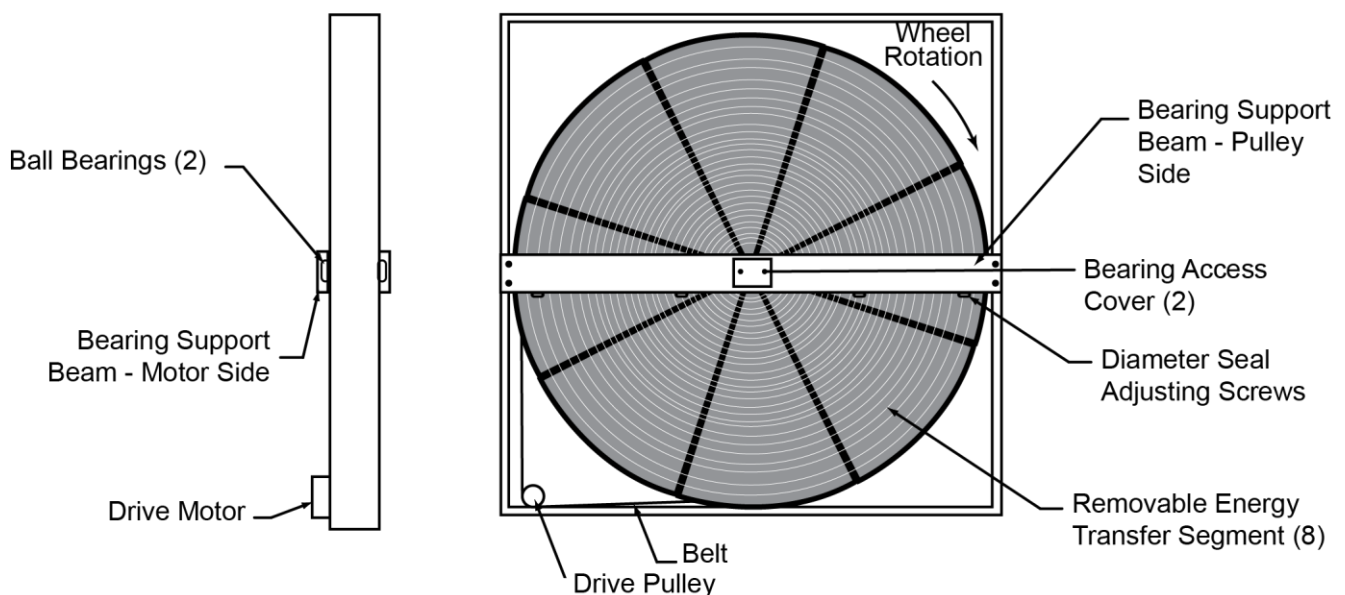 Wheel
Rotation
Ball Bearings (2)
Bearing Support
Beam - Motor Side
Drive Motor
Bearing Support
Beam - Pulley
Side
Bearing Access
Cover (2)
Diameter Seal
Adjusting Screws
Removable Energy
Transfer Segment (8)
Belt
Drive Pulley